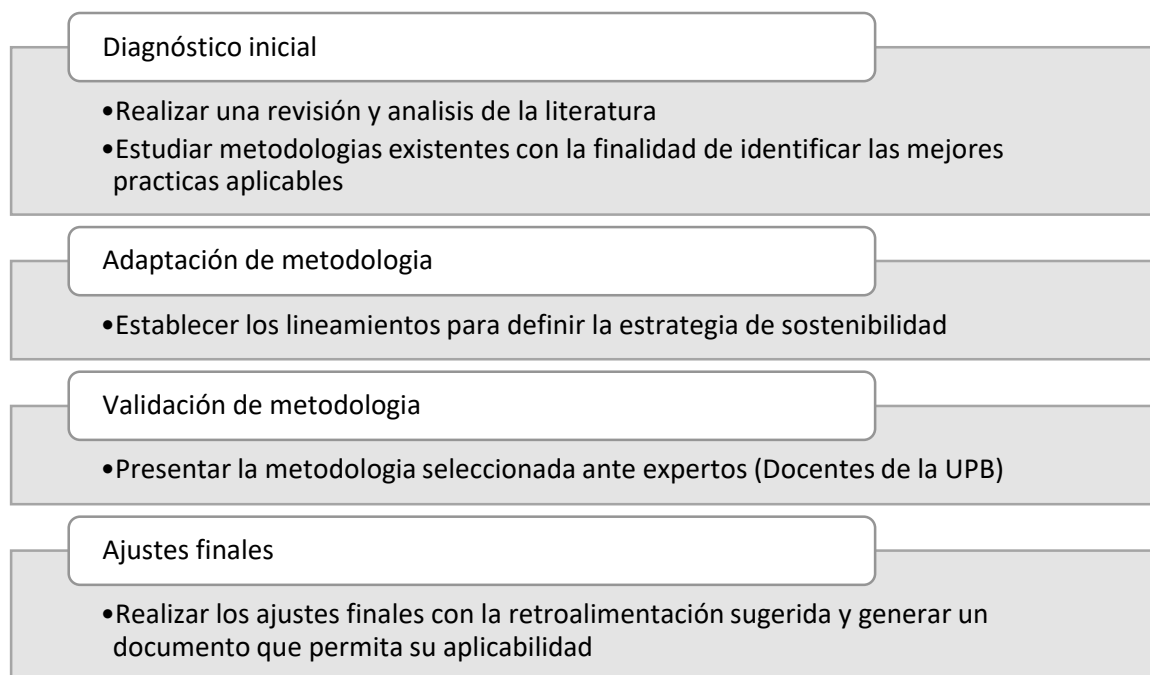 Diagnóstico inicial
•Realizar una revisión y analisis de la literatura
•Estudiar metodologias existentes con la finalidad de identificar las mejores
practicas aplicables
Adaptación de metodologia
•Establecer los lineamientos para definir la estrategia de sostenibilidad
Validación de metodologia
•Presentar la metodologia seleccionada ante expertos (Docentes de la UPB)
Ajustes finales
•Realizar los ajustes finales con la retroalimentación sugerida y generar un
documento que permita su aplicabilidad